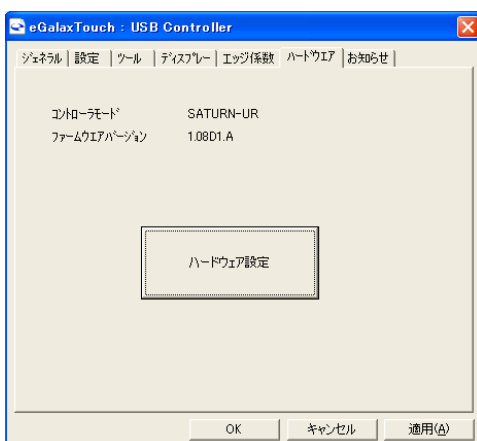 eGalaxTouch : USB Controller
ジェネラル 設定 ツール ディスプレー エッジ係数 ハードウエア お知らせ
コントローラモード SATURN-UR
ファームウエアバージョン 1.08D1.A
ハードウェア設定
OK キャンセル 適用(A)